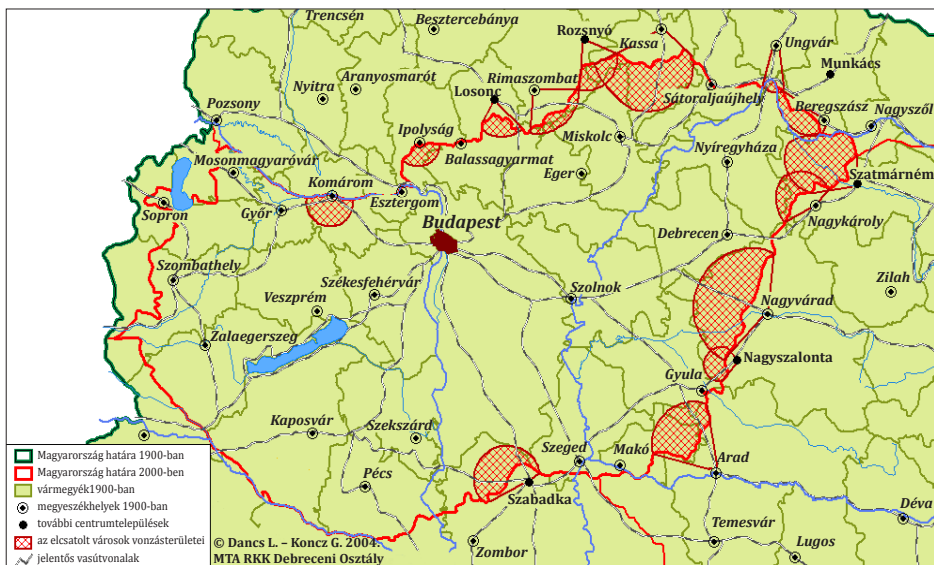 Trencsén
Besztercebánya
Rozsnyó
Kassa
Ungvár
Munkács
Nyitra
Aranyosmarót
Losonc
Rimaszombat
Sátoraljaújhely
Beregszász
Nagyszől
Pozsony
Ipolyság
Balassagyarmat
Miskolc
Nyíregyháza
Mosonmagyaróvár
Komárom
Esztergom
Eger
Szatmárném
Sopron
Győr
Budapest
Debrecen
Nagykároly
Szombathely
Székesfehérvár
Veszprém
Szolnok
Zilah
Nagyvárad
Zalaegerszeg
Nagyszalonta
Gyula
Kaposvár
Szekszárd
Szeged
Makó
Arad
Pécs
Szabadka
Déva
Temesvár
Zombor
Lugos
Magyarország határa 1900-ban
Magyarország határa 2000-ben
vármegyék1900-ban
megyeszékhelyek 1900-ban
további centrumtelepülések
az elcsatolt városok vonzásterületei
jelentős vasútvonalak
© Dancs L. – Koncz G. 2004.
MTA RKK Debreceni Osztály